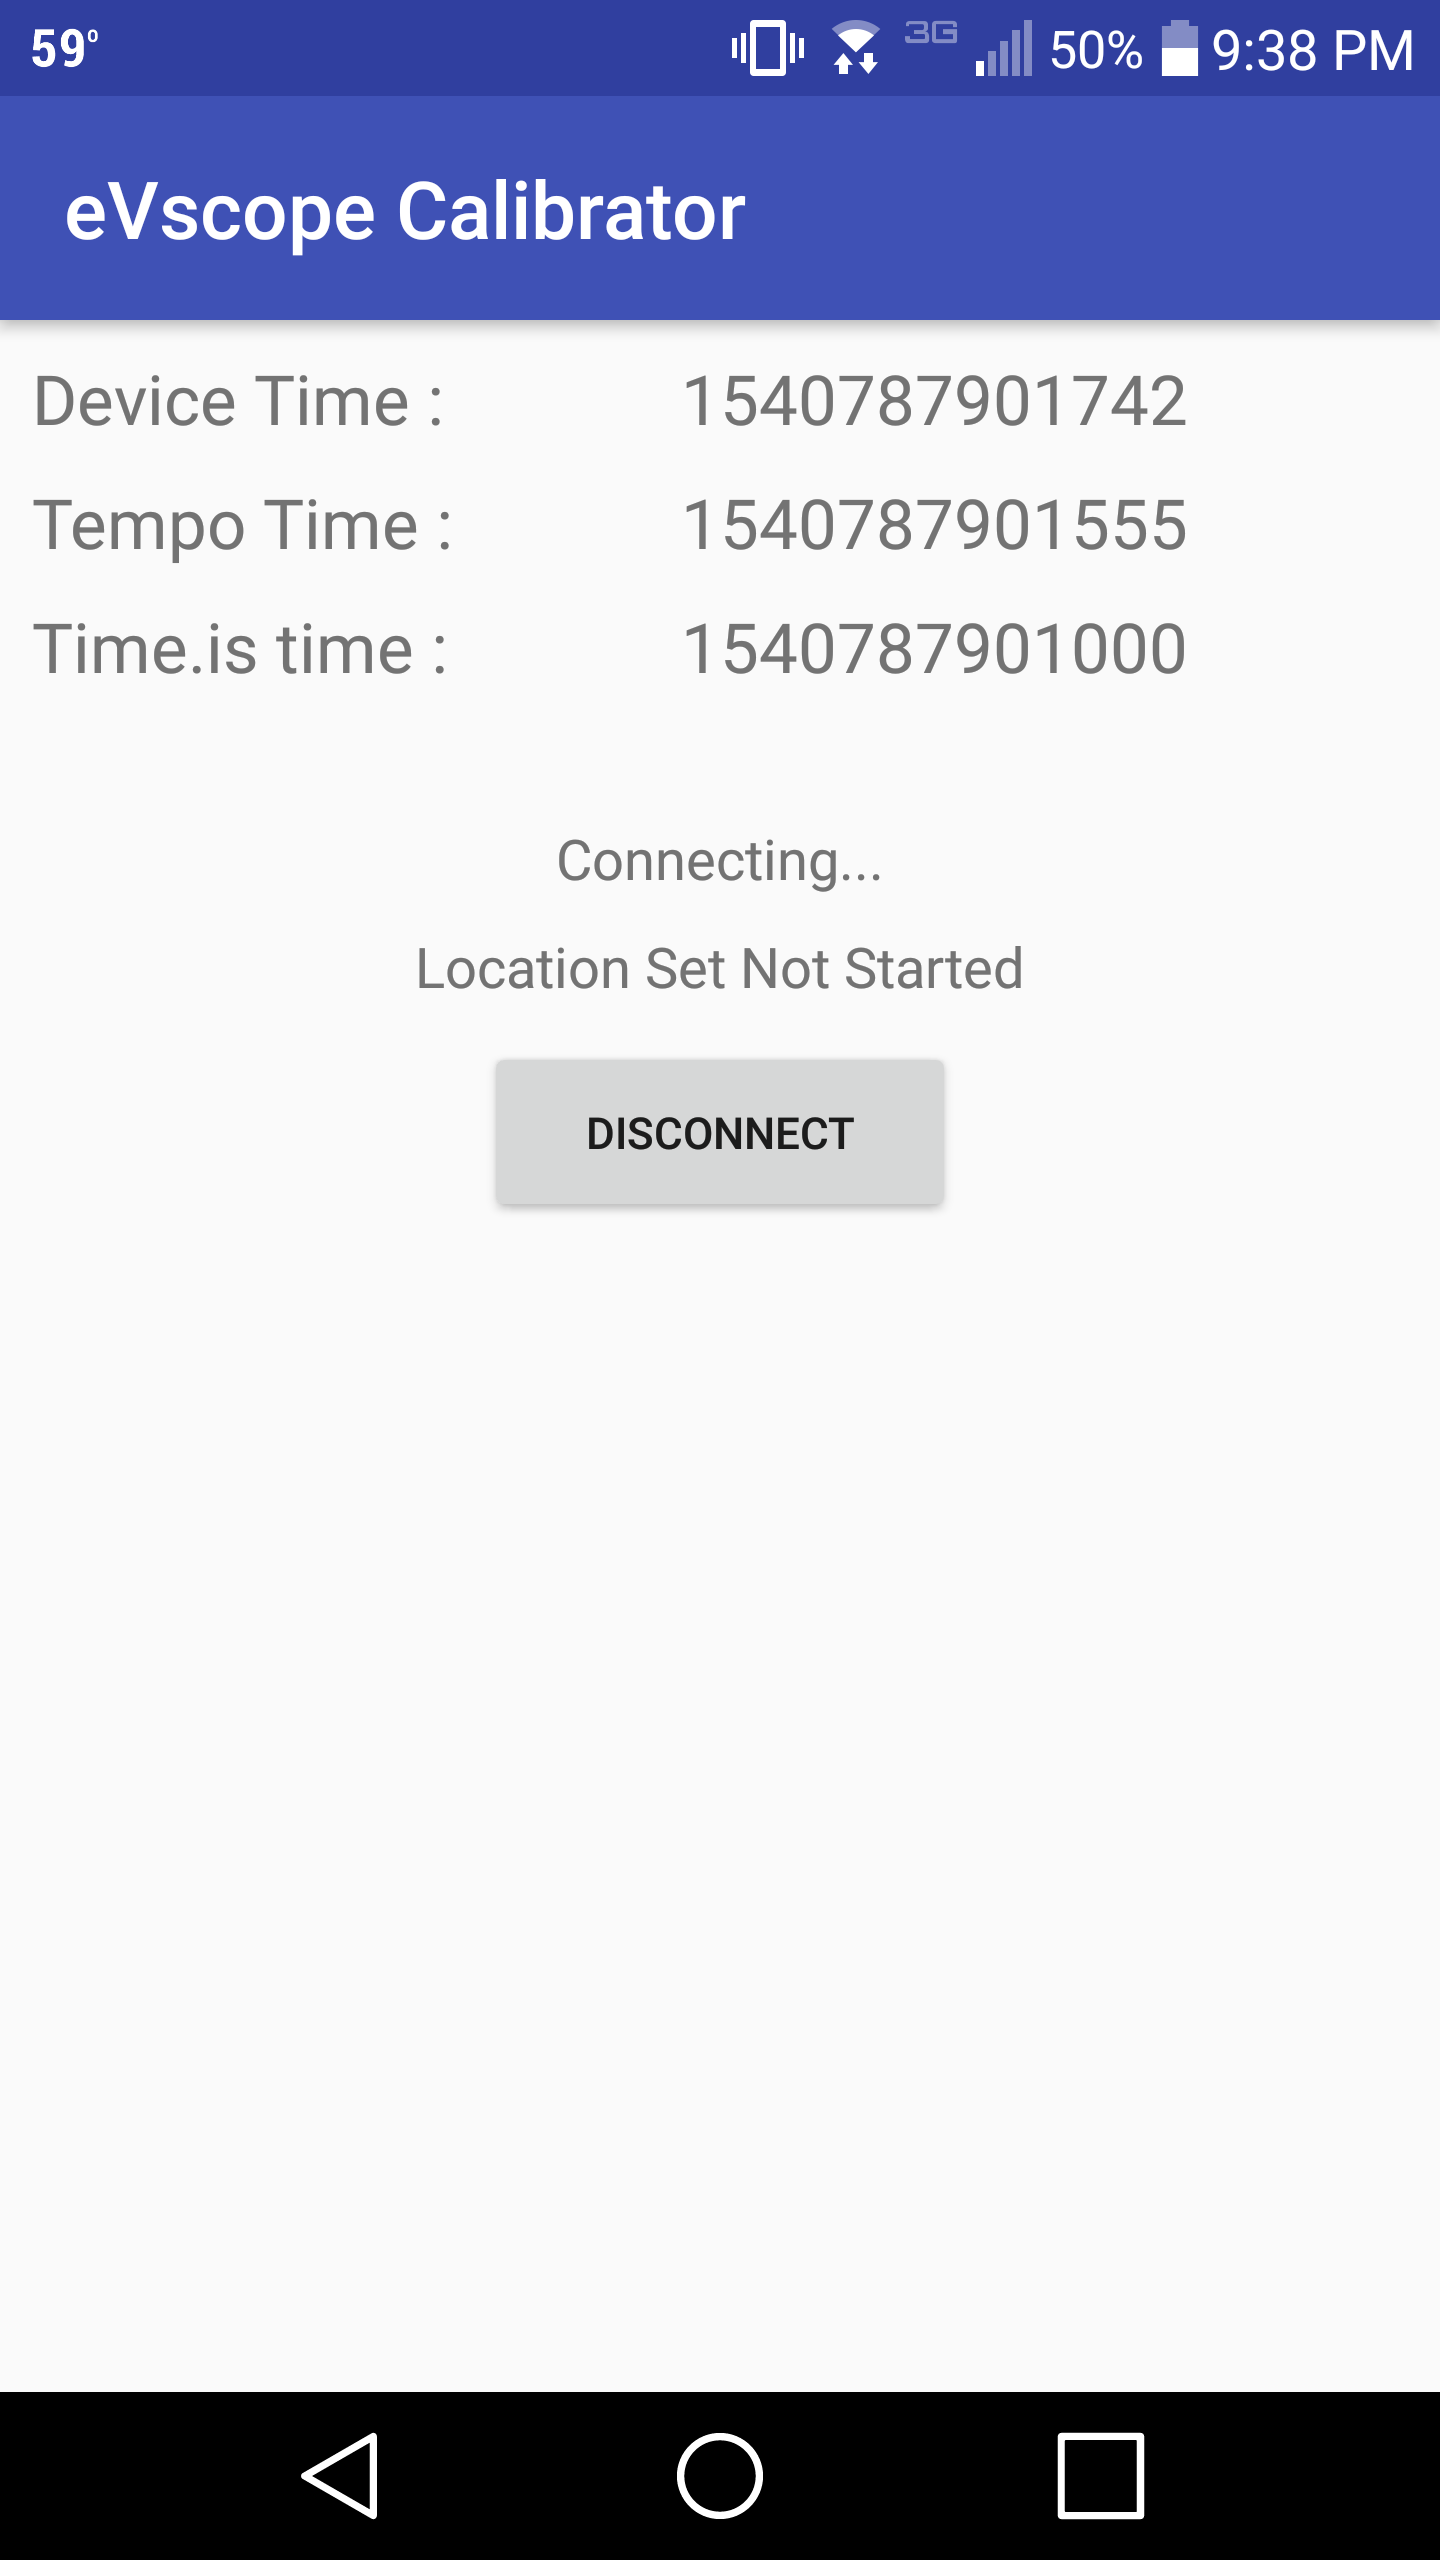 59° 3G 50% 9:38 PM
eVscope Calibrator
Device Time : 1540787901742
Tempo Time : 1540787901555
Time.is time : 1540787901000
Connecting...
Location Set Not Started
DISCONNECT